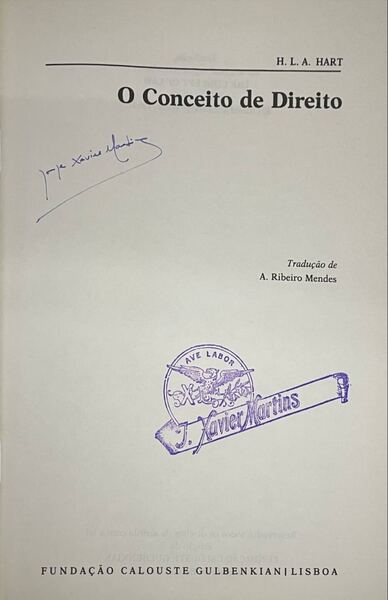 H. L. A. HART
O Conceito de Direito
Jorge Xavier Martins
Tradução de
A. Ribeiro Mendes
AVE LABOR
J. Xavier Martins
FUNDAÇÃO CALOUSTE GULBENKIAN | LISBOA